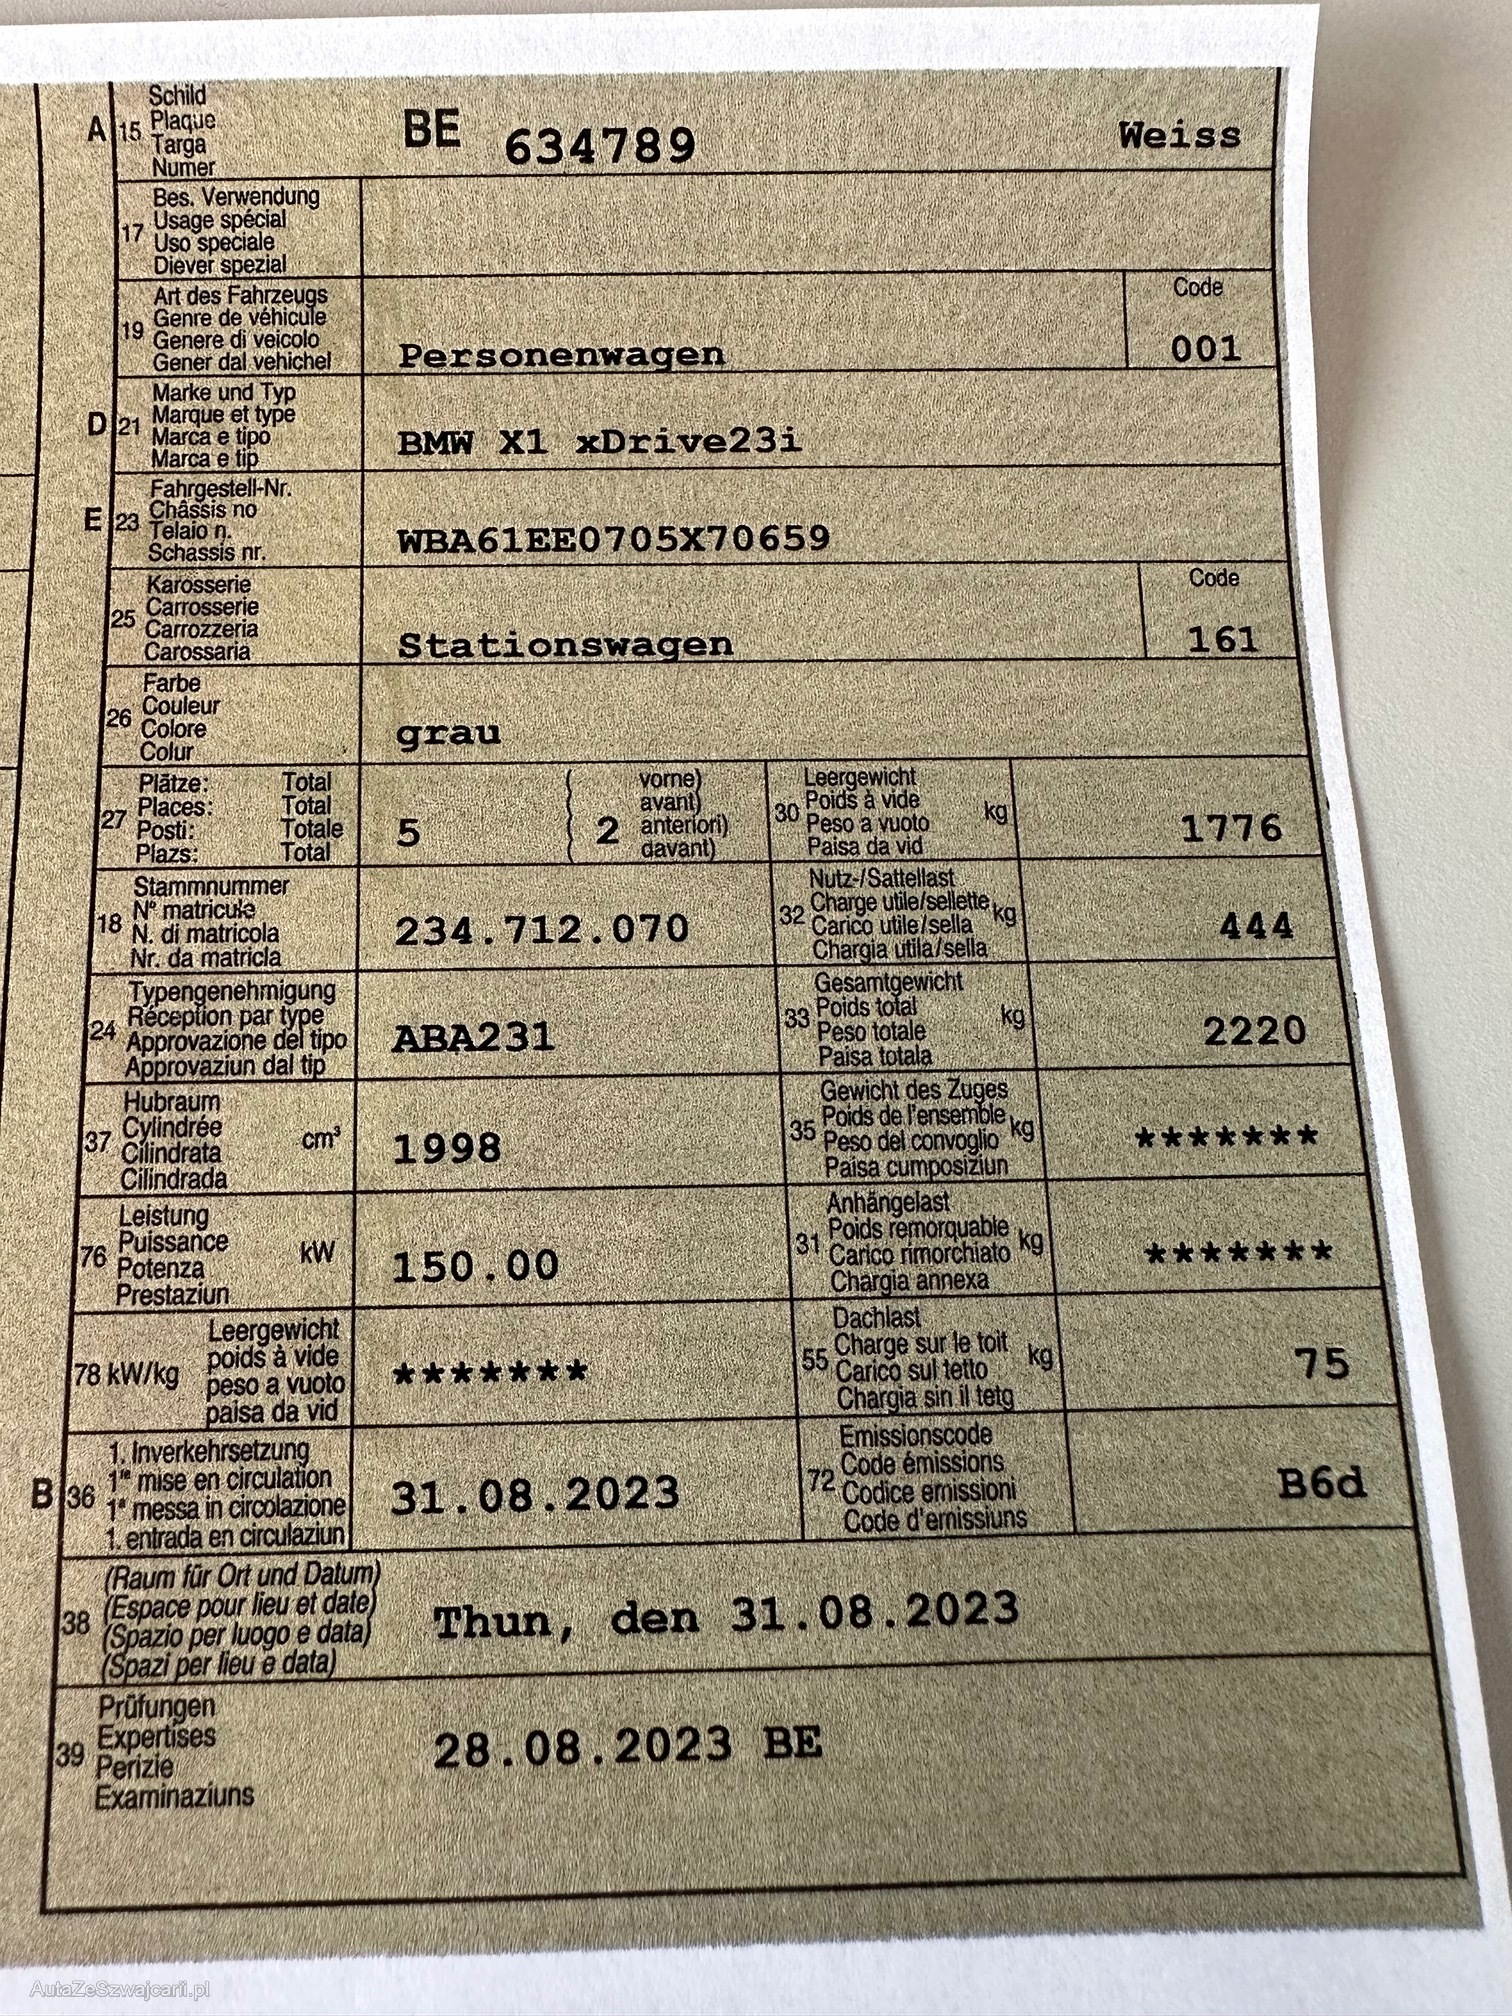 A 15 Schild
Plaque
Targa
Numer
BE 634789 Weiss
17 Bes. Verwendung
Usage spécial
Uso speciale
Diever spezial
19 Art des Fahrzeugs
Genre de véhicule
Genere di veicolo
Gener dal vehichel
Personenwagen
Code
001
D 21 Marke und Typ
Marque et type
Marca e tipo
Marca e tip
BMW X1 xDrive23i
E 23 Fahrgestell-Nr.
Châssis no
Telaio n.
Schassis nr.
WBA61EE0705X70659
25 Karosserie
Carrosserie
Carrozzeria
Carossaria
Stationswagen
Code
161
26 Farbe
Couleur
Colore
Colur
grau
27 Plätze: Total
Places: Total
Posti: Totale
Plazs: Total
5
( 2 vorne)
avant)
anteriori)
davant)
30 Leergewicht
Poids à vide kg
Peso a vuoto
Paisa da vid
1776
18 Stammnummer
N° matricule
N. di matricola
Nr. da matricla
234.712.070
32 Nutz-/Sattellast
Charge utile/sellette kg
Carico utile/sella
Chargia utila/sella
444
24 Typengenehmigung
Réception par type
Approvazione del tipo
Approvaziun dal tip
ABA231
33 Gesamtgewicht
Poids total kg
Peso totale
Paisa totala
2220
37 Hubraum
Cylindrée cm³
Cilindrata
Cilindrada
1998
35 Gewicht des Zuges
Poids de l'ensemble kg
Peso del convoglio
Paisa cumposiziun
*******
76 Leistung
Puissance kW
Potenza
Prestaziun
150.00
31 Anhängelast
Poids remorquable kg
Carico rimorchiato
Chargia annexa
*******
78 kW/kg Leergewicht
poids à vide
peso a vuoto
paisa da vid
*******
55 Dachlast
Charge sur le toit kg
Carico sul tetto
Chargia sin il tetg
75
B 36 1. Inverkehrsetzung
1re mise en circulation
1a messa in circolazione
1. entrada en circulaziun
31.08.2023
72 Emissionscode
Code émissions
Codice emissioni
Code d'emissiuns
B6d
38 (Raum für Ort und Datum)
(Espace pour lieu et date)
(Spazio per luogo e data)
(Spazi per lieu e data)
Thun, den 31.08.2023
39 Prüfungen
Expertises
Perizie
Examinaziuns
28.08.2023 BE
AutaZeSzwajcarii.pl